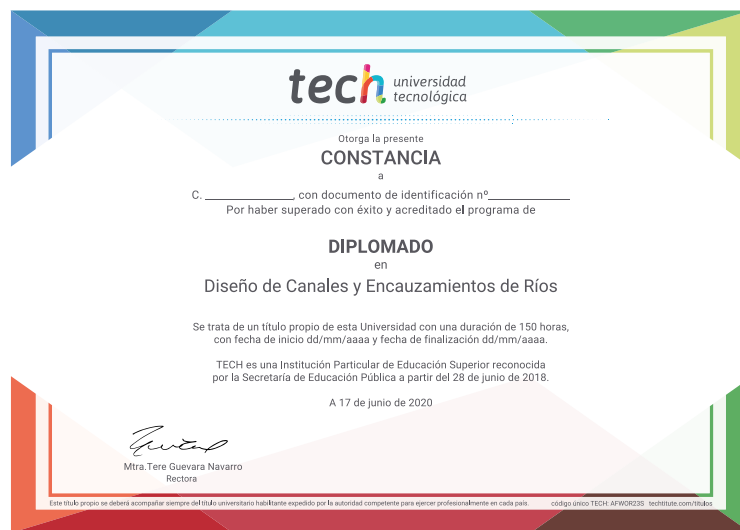 tech universidad
tecnológica
Otorga la presente
CONSTANCIA
a
C. ______________, con documento de identificación nº_____________
Por haber superado con éxito y acreditado el programa de
DIPLOMADO
en
Diseño de Canales y Encauzamientos de Ríos
Se trata de un título propio de esta Universidad con una duración de 150 horas,
con fecha de inicio dd/mm/aaaa y fecha de finalización dd/mm/aaaa.
TECH es una Institución Particular de Educación Superior reconocida
por la Secretaría de Educación Pública a partir del 28 de junio de 2018.
A 17 de junio de 2020
Mtra.Tere Guevara Navarro
Rectora
Este título propio se deberá acompañar siempre del título universitario habilitante expedido por la autoridad competente para ejercer profesionalmente en cada país. código único TECH: AFWOR235 techtitute.com/titulos